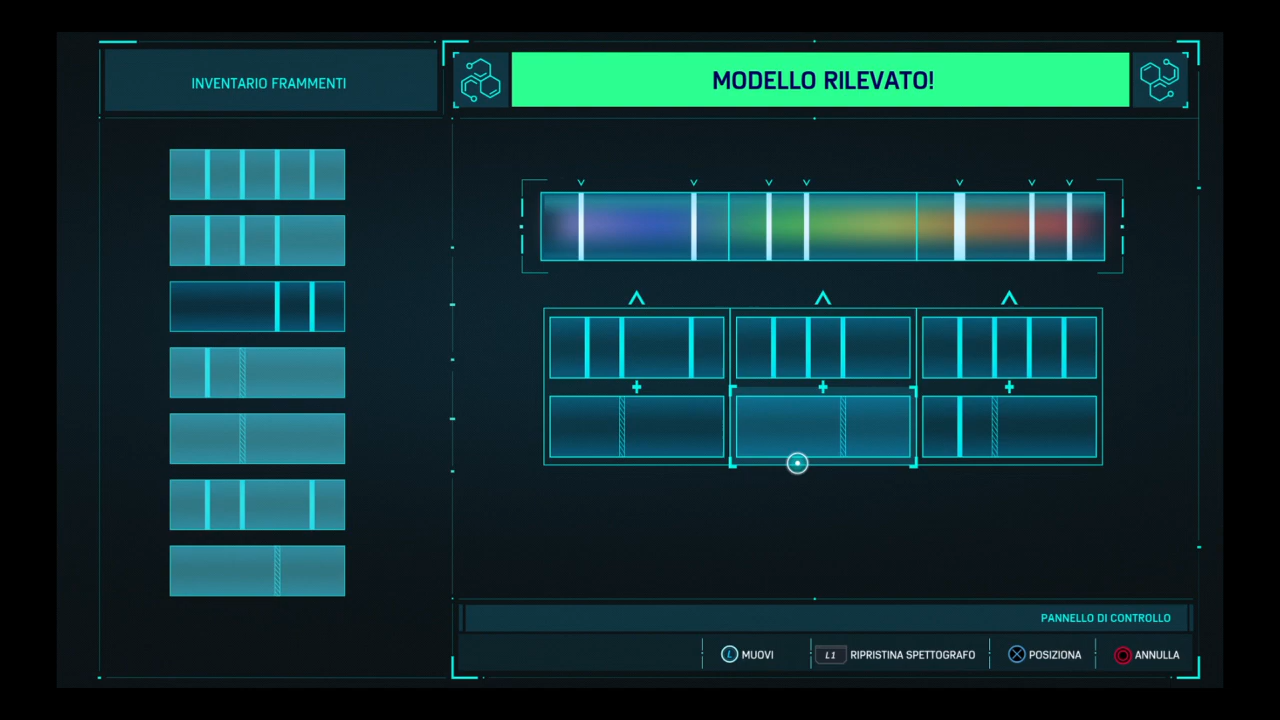 INVENTARIO FRAMMENTI
MODELLO RILEVATO!
PANNELLO DI CONTROLLO
L MUOVI
L1 RIPRISTINA SPETTOGRAFO
POSIZIONA
ANNULLA